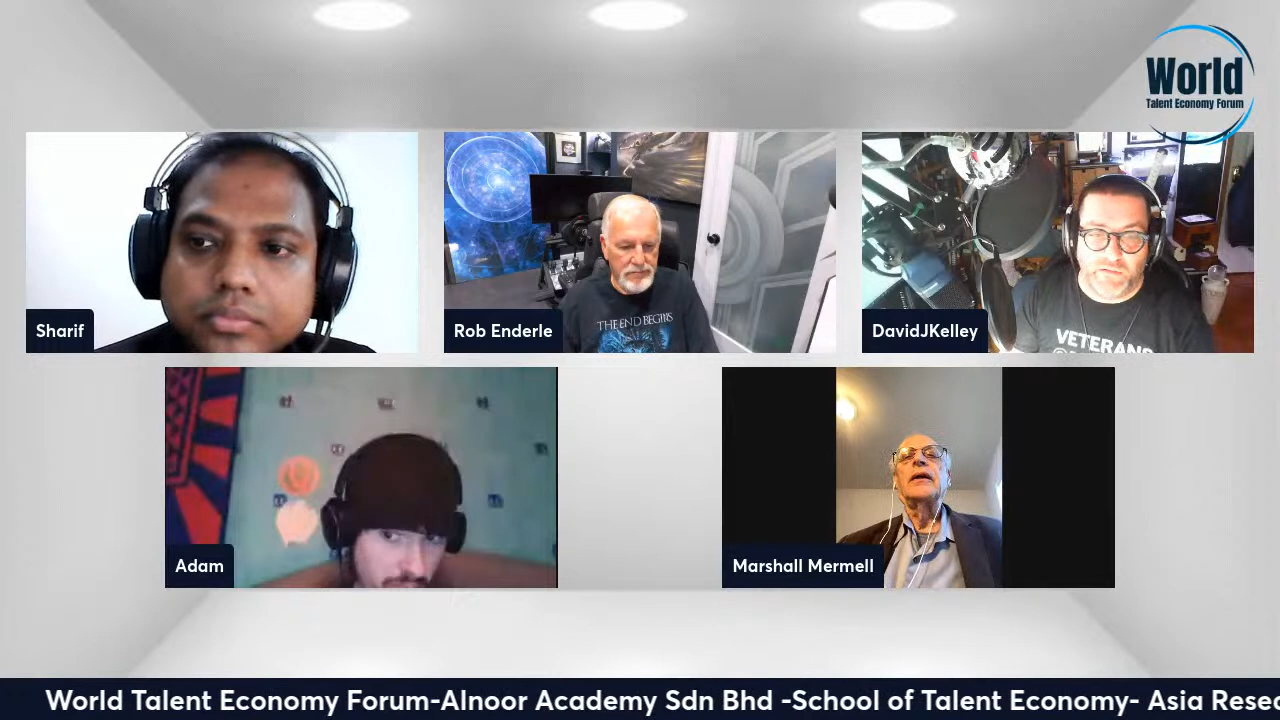 World
Talent Economy Forum
THE END BEGINS
VETERANS
Sharif
Rob Enderle
DavidJKelley
Adam
Marshall Mermell
World Talent Economy Forum-Alnoor Academy Sdn Bhd -School of Talent Economy- Asia